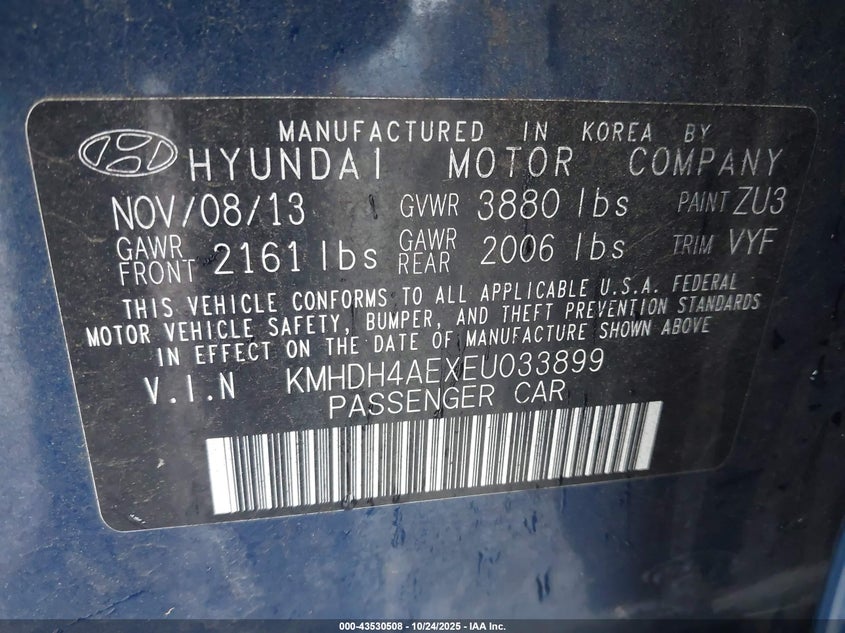 MANUFACTURED IN KOREA BY
HYUNDAI MOTOR COMPANY
NOV/08/13 GVWR 3880 lbs PAINT ZU3
GAWR FRONT 2161 lbs GAWR REAR 2006 lbs TRIM VYF
THIS VEHICLE CONFORMS TO ALL APPLICABLE U.S.A. FEDERAL
MOTOR VEHICLE SAFETY, BUMPER, AND THEFT PREVENTION STANDARDS
IN EFFECT ON THE DATE OF MANUFACTURE SHOWN ABOVE
V.I.N KMHDH4AEXEU033899
PASSENGER CAR
000-43530508 - 10/24/2025 - IAA Inc.